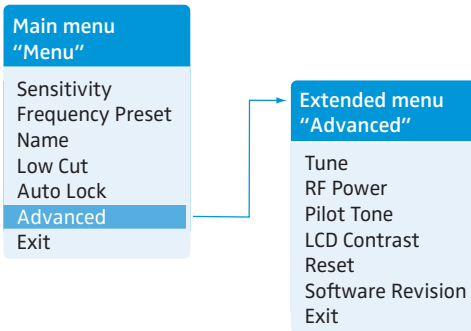 Main menu
“Menu”
Sensitivity
Frequency Preset
Name
Low Cut
Auto Lock
Advanced
Exit
Extended menu
“Advanced”
Tune
RF Power
Pilot Tone
LCD Contrast
Reset
Software Revision
Exit